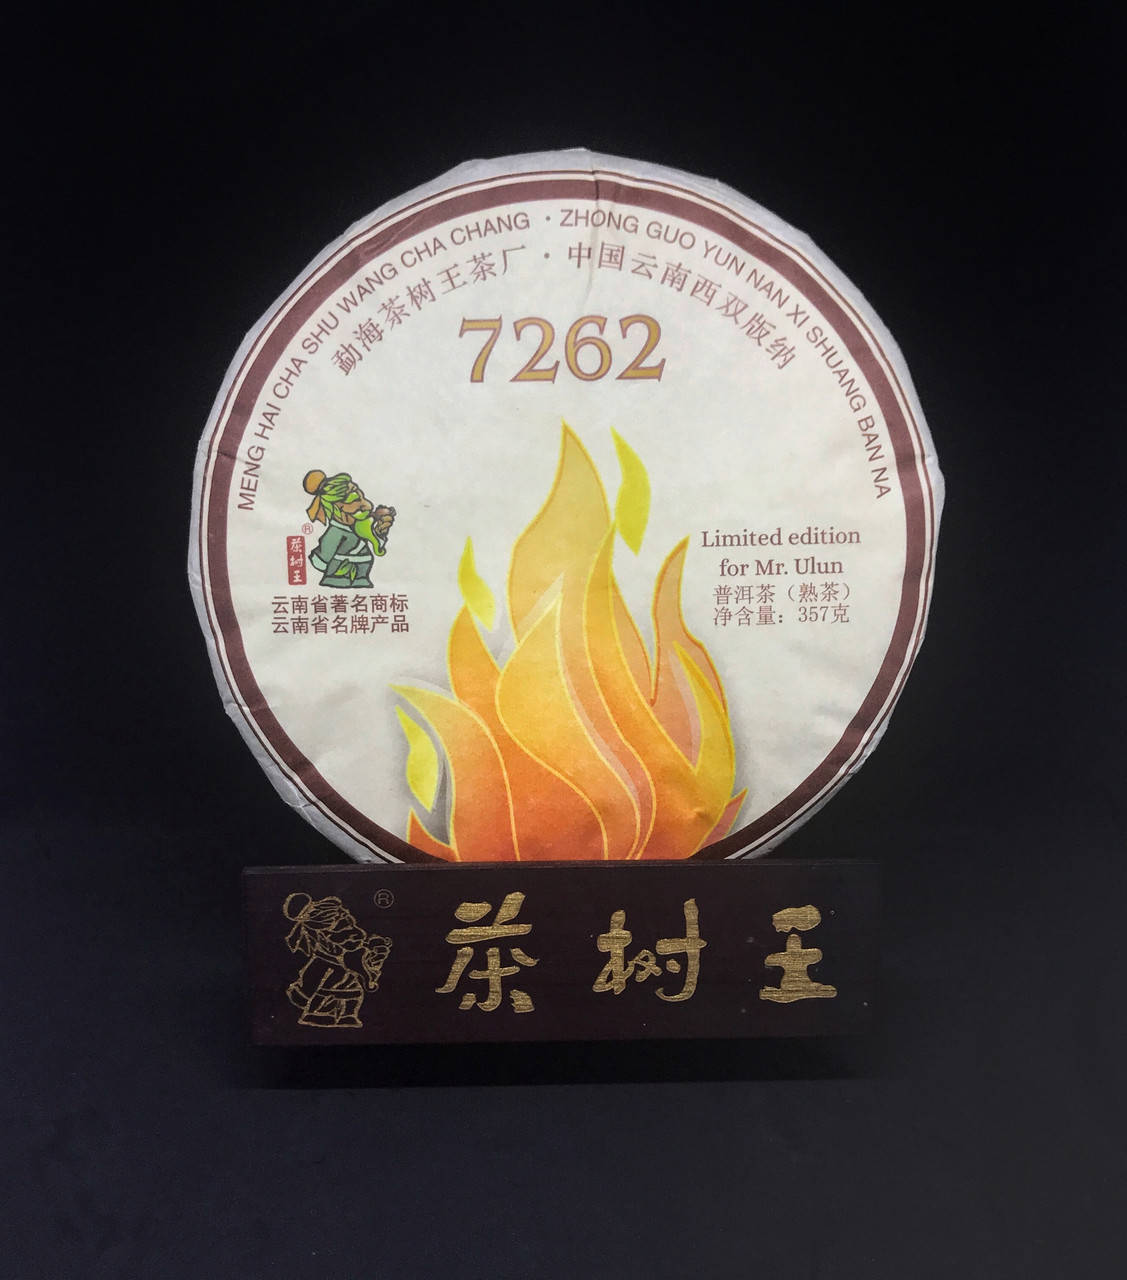 MENG HAI CHA SHU WANG CHA CHANG · ZHONG GUO YUN NAN XI SHUANG BAN NA
勐海茶树王茶厂 · 中国云南西双版纳
7262
®
茶树王
云南省著名商标
云南省名牌产品
Limited edition
for Mr. Ulun
普洱茶（熟茶）
净含量：357克
®
茶树王